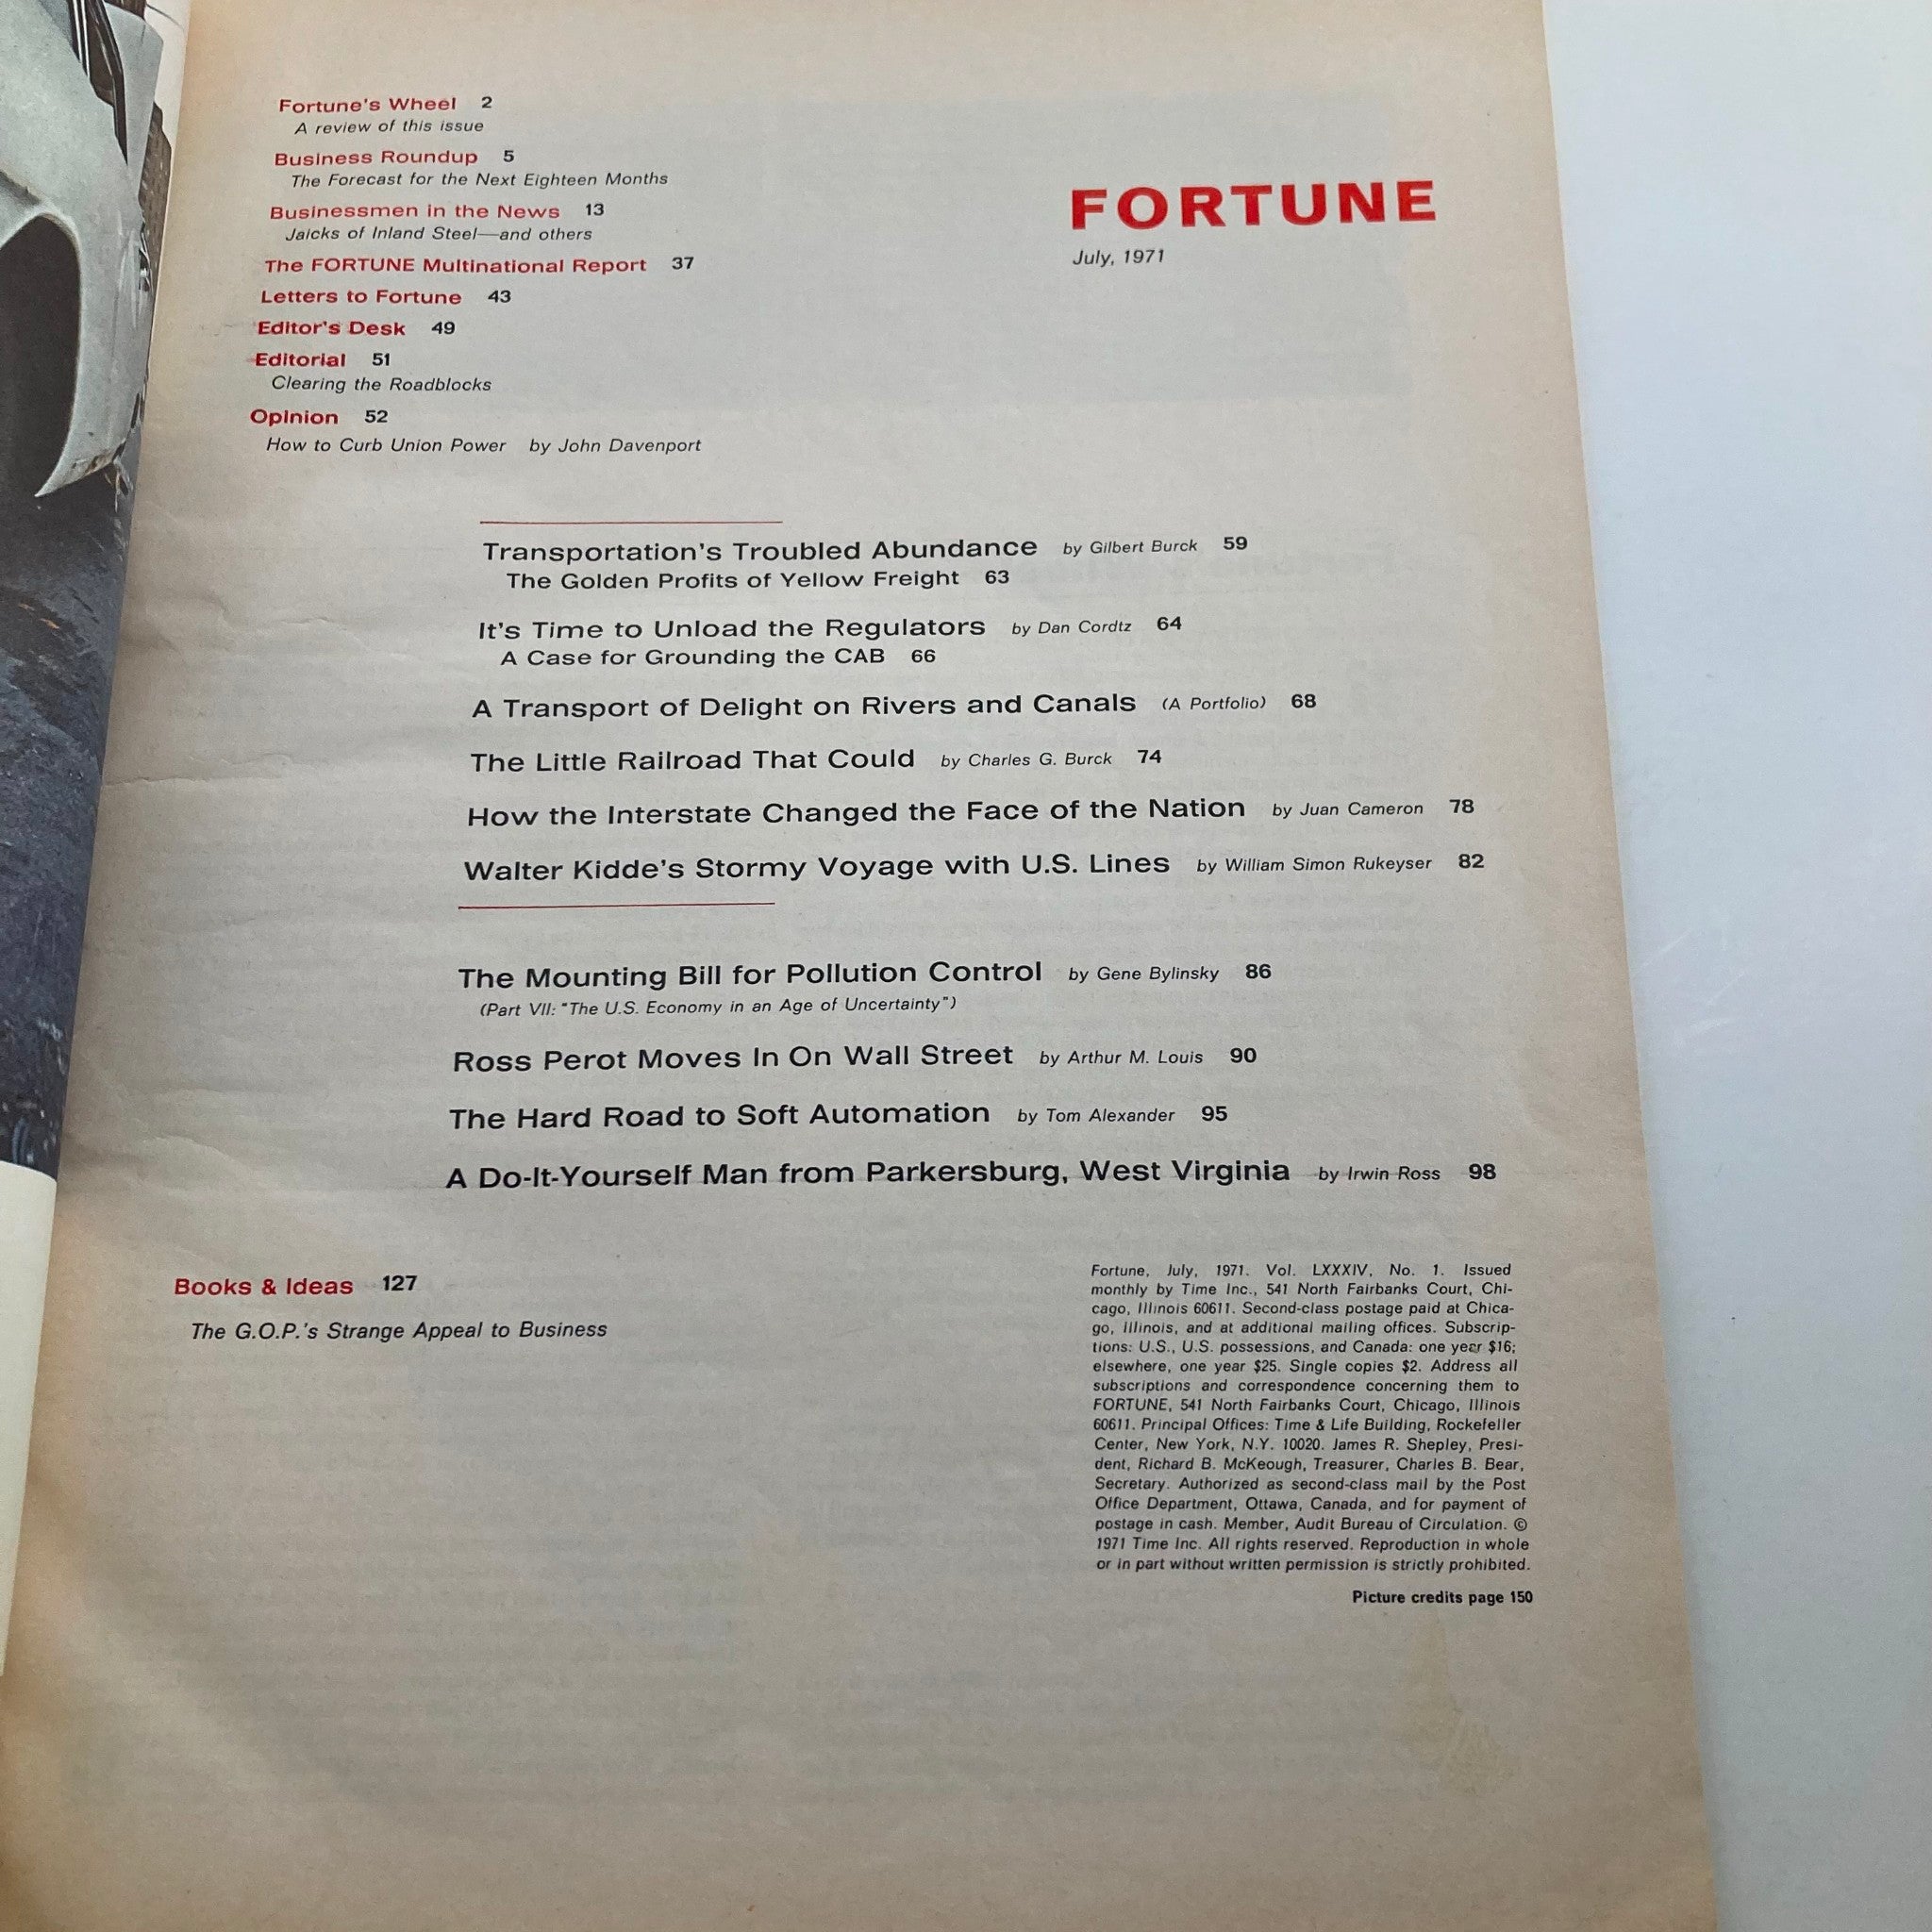 Fortune's Wheel 2
A review of this issue
Business Roundup 5
The Forecast for the Next Eighteen Months
Businessmen in the News 13
Jaicks of Inland Steel—and others
The FORTUNE Multinational Report 37
Letters to Fortune 43
Editor's Desk 49
Editorial 51
Clearing the Roadblocks
Opinion 52
How to Curb Union Power by John Davenport
FORTUNE
July, 1971
Transportation's Troubled Abundance by Gilbert Burck 59
The Golden Profits of Yellow Freight 63
It's Time to Unload the Regulators by Dan Cordtz 64
A Case for Grounding the CAB 66
A Transport of Delight on Rivers and Canals (A Portfolio) 68
The Little Railroad That Could by Charles G. Burck 74
How the Interstate Changed the Face of the Nation by Juan Cameron 78
Walter Kidde's Stormy Voyage with U.S. Lines by William Simon Rukeyser 82
The Mounting Bill for Pollution Control by Gene Bylinsky 86
(Part VII: "The U.S. Economy in an Age of Uncertainty")
Ross Perot Moves In On Wall Street by Arthur M. Louis 90
The Hard Road to Soft Automation by Tom Alexander 95
A Do-It-Yourself Man from Parkersburg, West Virginia by Irwin Ross 98
Books & Ideas 127
The G.O.P.'s Strange Appeal to Business
Fortune, July, 1971. Vol. LXXXIV, No. 1. Issued
monthly by Time Inc., 541 North Fairbanks Court, Chi-
cago, Illinois 60611. Second-class postage paid at Chica-
go, Illinois, and at additional mailing offices. Subscrip-
tions: U.S., U.S. possessions, and Canada: one year $16;
elsewhere, one year $25. Single copies $2. Address all
subscriptions and correspondence concerning them to
FORTUNE, 541 North Fairbanks Court, Chicago, Illinois
60611. Principal Offices: Time & Life Building, Rockefeller
Center, New York, N.Y. 10020. James R. Shepley, Presi-
dent, Richard B. McKeough, Treasurer, Charles B. Bear,
Secretary. Authorized as second-class mail by the Post
Office Department, Ottawa, Canada, and for payment of
postage in cash. Member, Audit Bureau of Circulation. ©
1971 Time Inc. All rights reserved. Reproduction in whole
or in part without written permission is strictly prohibited.
Picture credits page 150